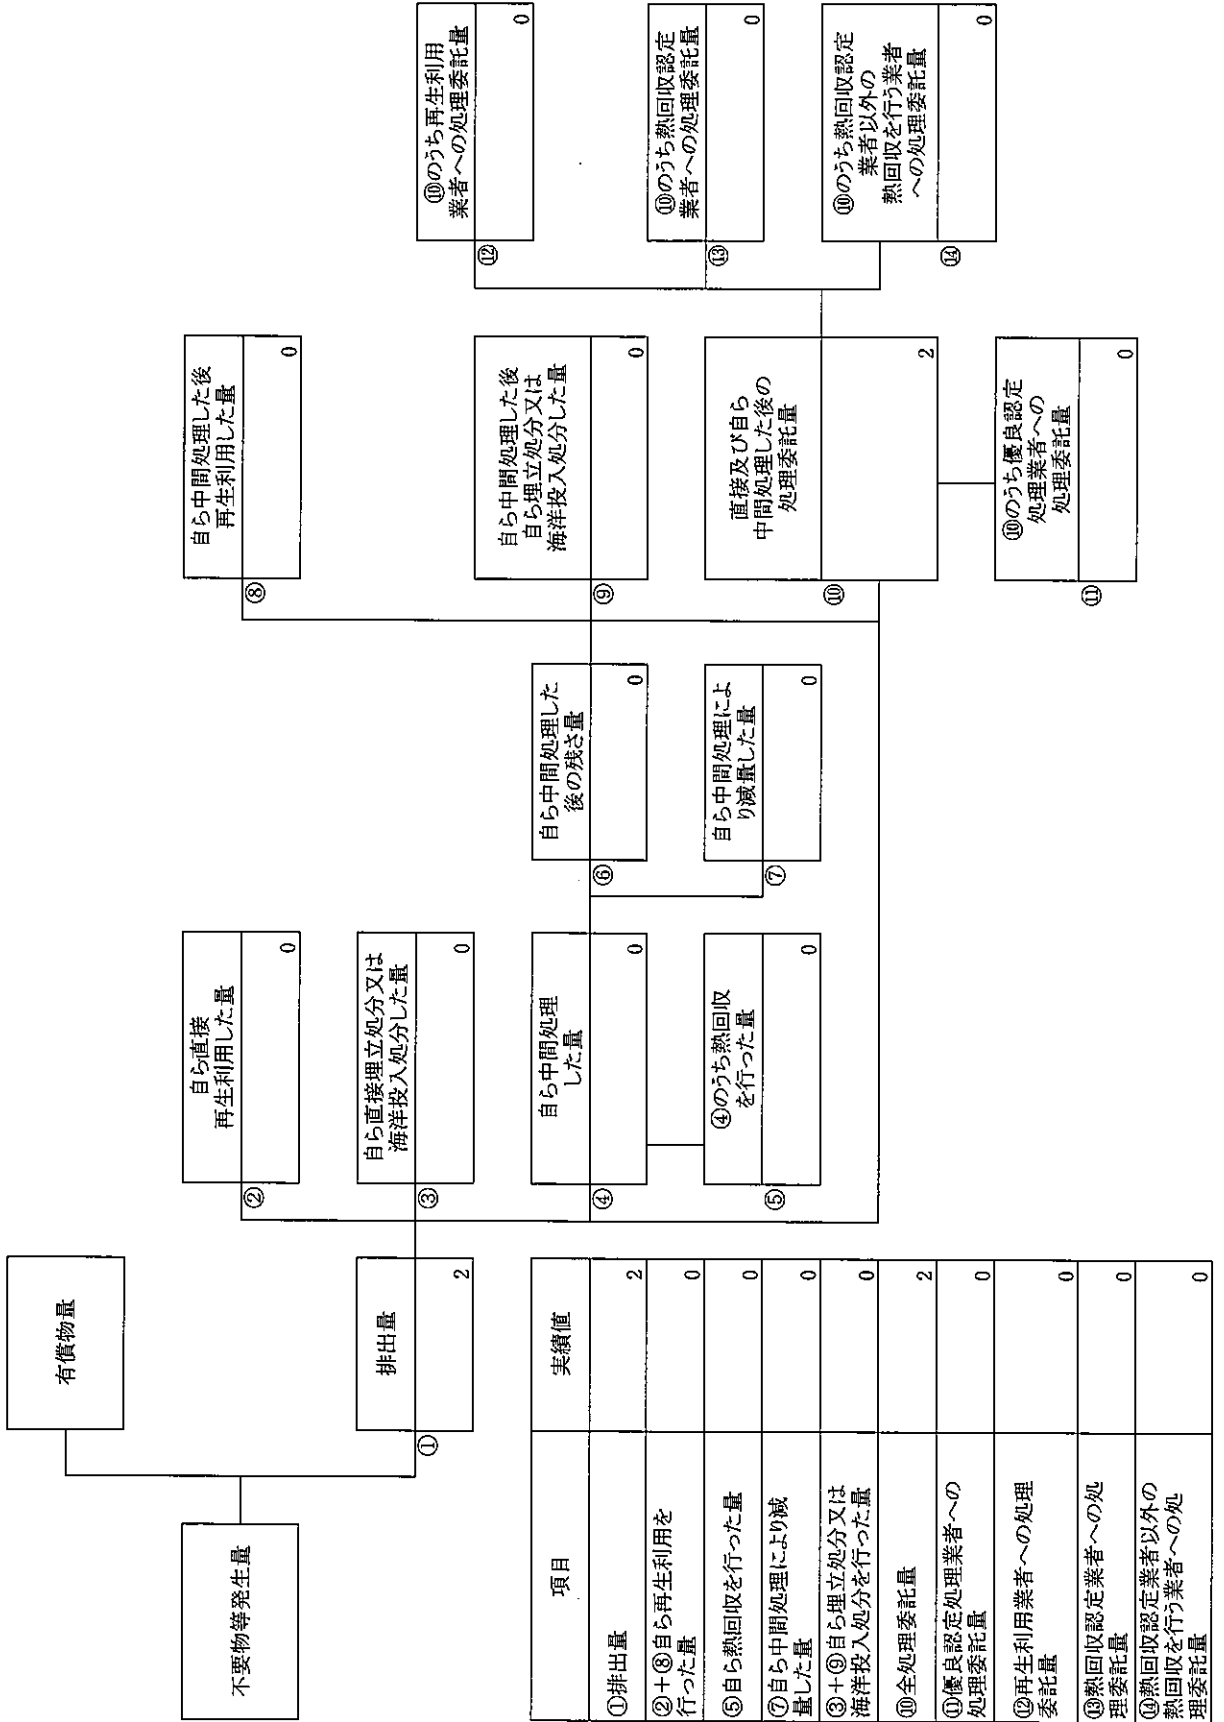 有償物量
不要物等発生量
①
排出量
2
②
自ら直接
再生利用した量
0
③
自ら直接埋立処分又は
海洋投入処分した量
0
④
自ら中間処理
した量
0
⑤
④のうち熱回収
を行った量
0
⑥
自ら中間処理した
後の残さ量
0
⑦
自ら中間処理によ
り減量した量
0
⑧
自ら中間処理した後
再生利用した量
0
⑨
自ら中間処理した後
自ら埋立処分又は
海洋投入処分した量
0
⑩
直接及び自ら
中間処理した後の
処理委託量
2
⑪
⑩のうち優良認定
処理業者への
処理委託量
0
⑫
⑩のうち再生利用
業者への処理委託量
0
⑬
⑩のうち熱回収認定
業者への処理委託量
0
⑭
⑩のうち熱回収認定
業者以外の
熱回収を行う業者
への処理委託量
0
項目 実績値
①排出量 2
②+⑧自ら再生利用を
行った量 0
⑤自ら熱回収を行った量 0
⑦自ら中間処理により減
量した量 0
③+⑨自ら埋立処分又は
海洋投入処分を行った量 0
⑩全処理委託量 2
⑪優良認定処理業者への
処理委託量 0
⑫再生利用業者への処理
委託量 0
⑬熱回収認定業者への処
理委託量 0
⑭熱回収認定業者以外の
熱回収を行う業者への処
理委託量 0